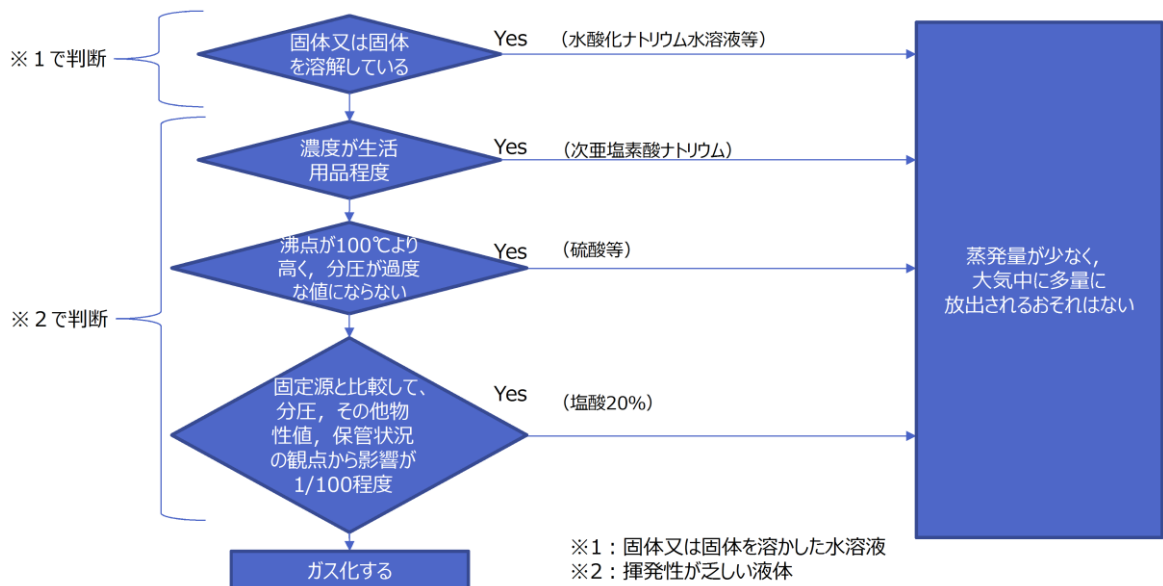 ※１で判断
固体又は固体
を溶解している
Yes
（水酸化ナトリウム水溶液等）
濃度が生活
用品程度
Yes
（次亜塩素酸ナトリウム）
沸点が100℃より
高く，分圧が過度
な値にならない
Yes
（硫酸等）
※２で判断
固定源と比較して、
分圧，その他物
性値，保管状況
の観点から影響が
1/100程度
Yes
（塩酸20%）
蒸発量が少なく，
大気中に多量に
放出されるおそれはない
ガス化する
※1：固体又は固体を溶かした水溶液
※2：揮発性が乏しい液体